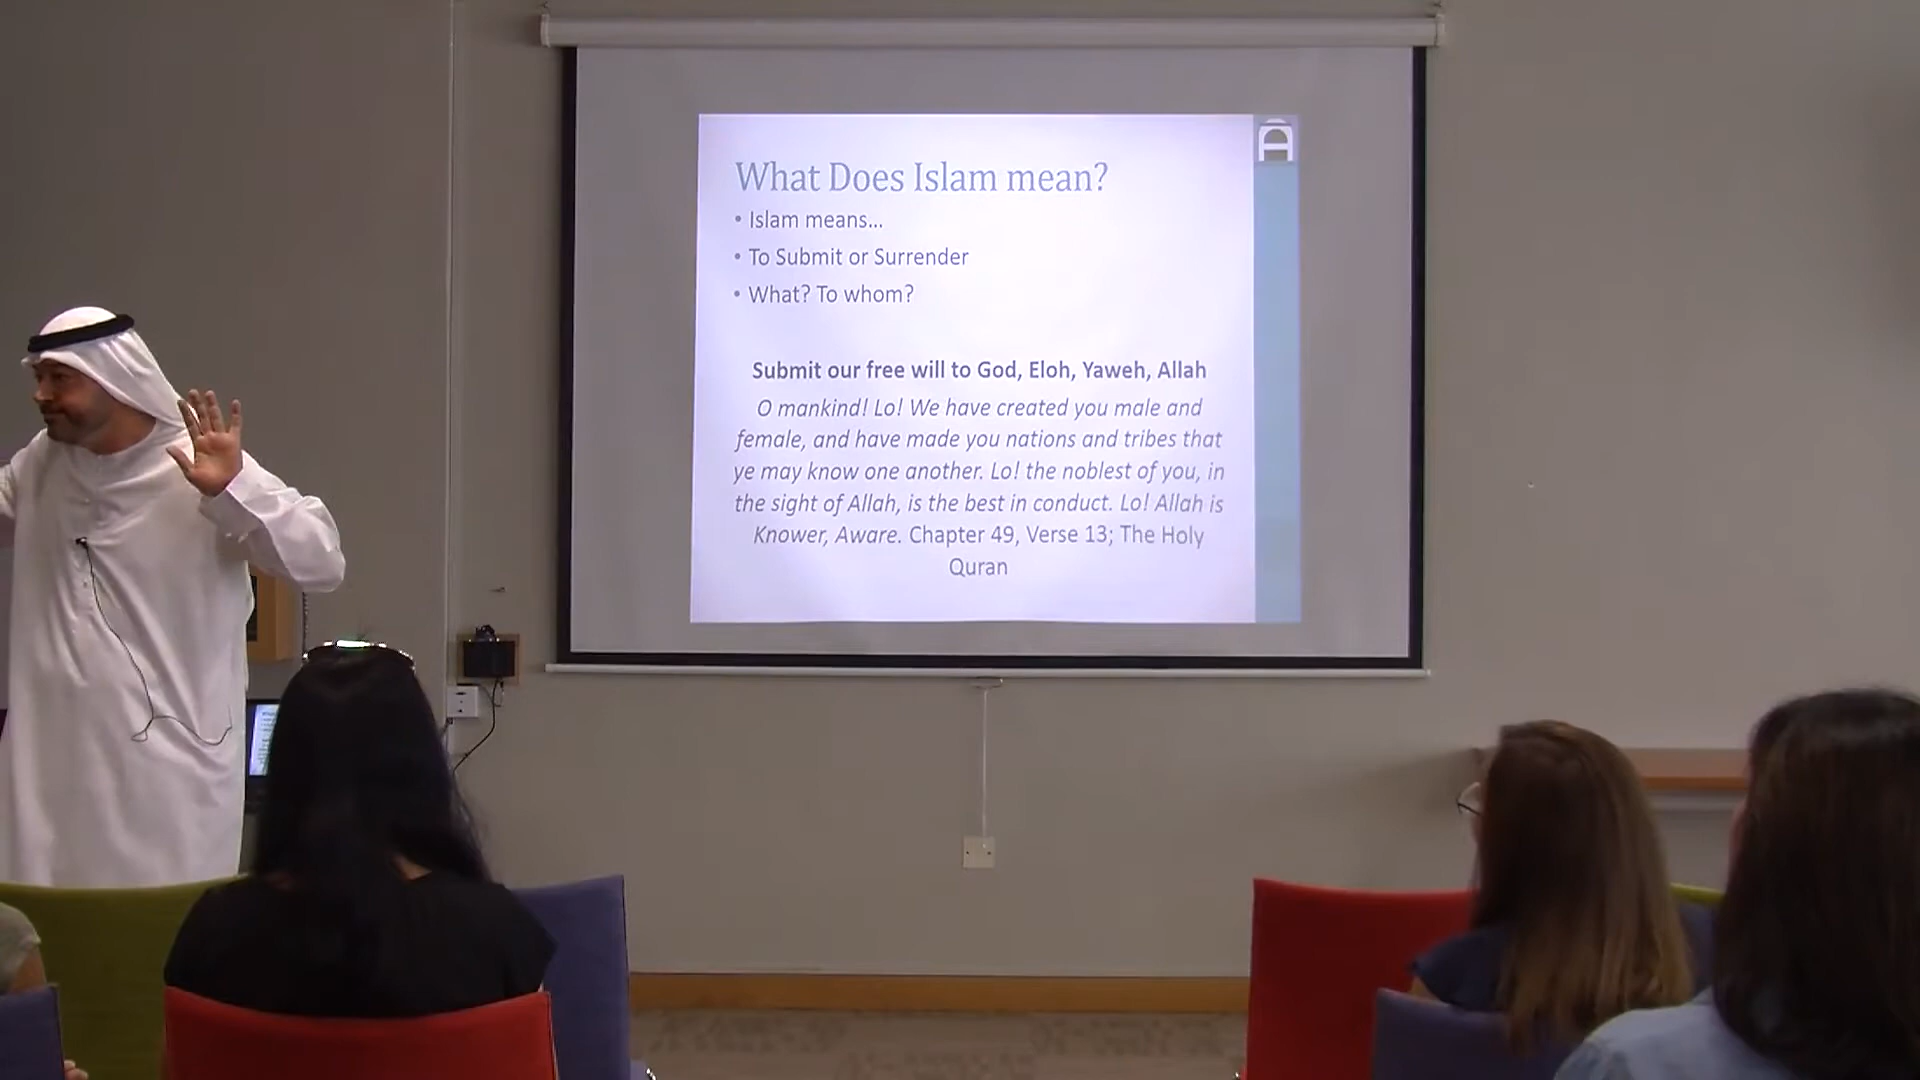 What Does Islam mean?
• Islam means...
• To Submit or Surrender
• What? To whom?
Submit our free will to God, Eloh, Yaweh, Allah
O mankind! Lo! We have created you male and
female, and have made you nations and tribes that
ye may know one another. Lo! the noblest of you, in
the sight of Allah, is the best in conduct. Lo! Allah is
Knower, Aware. Chapter 49, Verse 13; The Holy
Quran